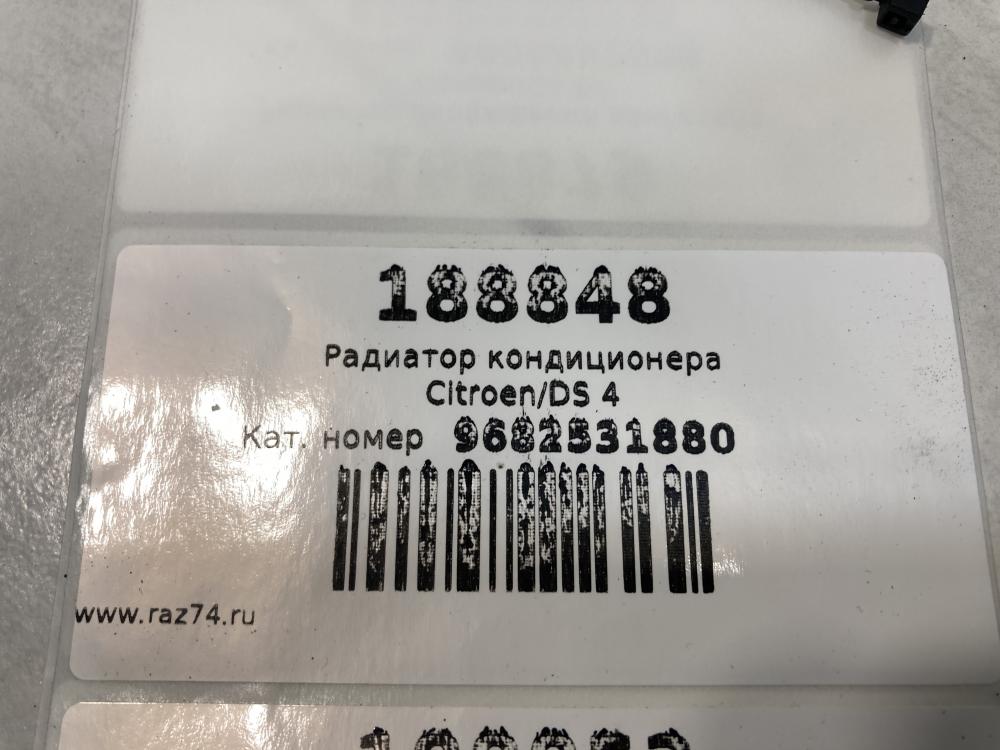 188848
Радиатор кондиционера
Citroen/DS 4
Кат. номер 9682531880
www.raz74.ru